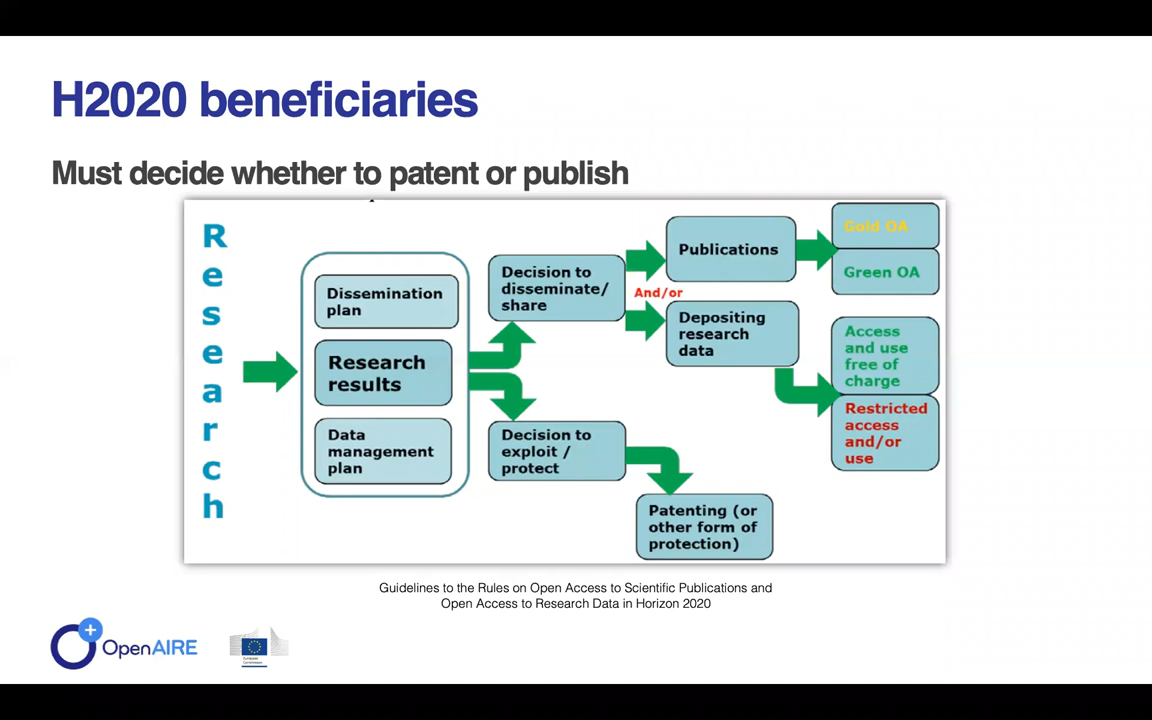 H2020 beneficiaries
Must decide whether to patent or publish
Research
Dissemination
plan
Research
results
Data
management
plan
Decision to
disseminate/
share
Decision to
exploit /
protect
And/or
Publications
Depositing
research
data
Patenting (or
other form of
protection)
Gold OA
Green OA
Access
and use
free of
charge
Restricted
access
and/or
use
Guidelines to the Rules on Open Access to Scientific Publications and
Open Access to Research Data in Horizon 2020
OpenAIRE
European
Commission